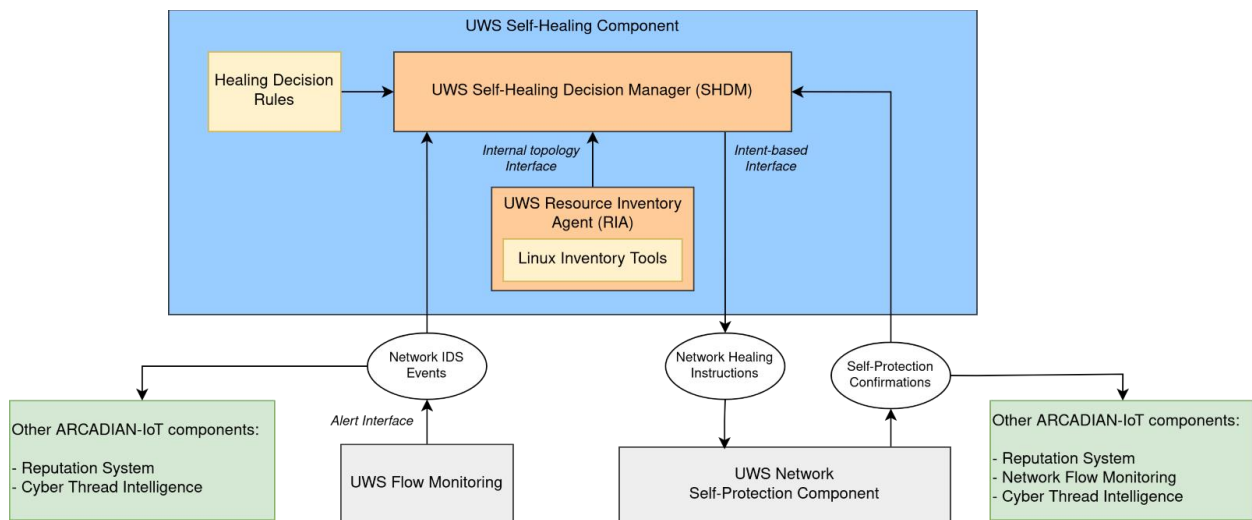 UWS Self-Healing Component
Healing Decision
Rules
UWS Self-Healing Decision Manager (SHDM)
Internal topology
Interface
Intent-based
Interface
UWS Resource Inventory
Agent (RIA)
Linux Inventory Tools
Network IDS
Events
Network Healing
Instructions
Self-Protection
Confirmations
Alert Interface
Other ARCADIAN-IoT components:
- Reputation System
- Cyber Thread Intelligence
UWS Flow Monitoring
UWS Network
Self-Protection Component
Other ARCADIAN-IoT components:
- Reputation System
- Network Flow Monitoring
- Cyber Thread Intelligence